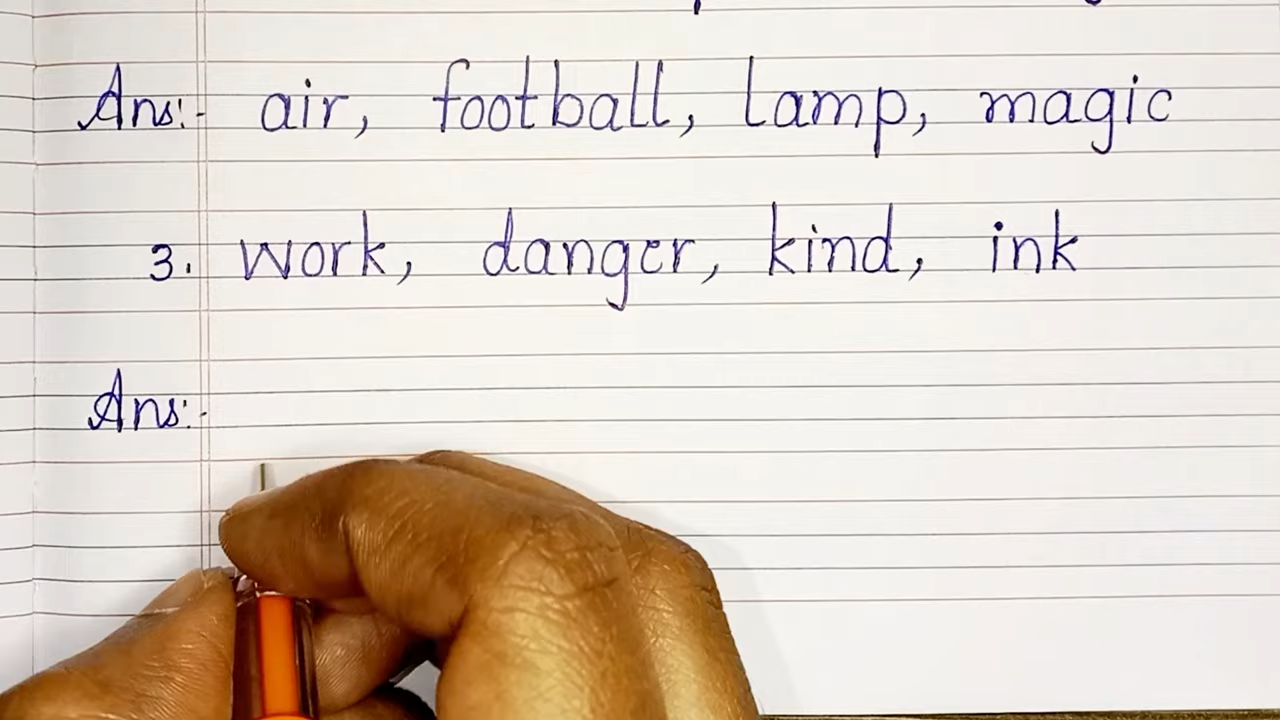 Ans:- air, football, lamp, magic
3. work, danger, kind, ink
Ans:-